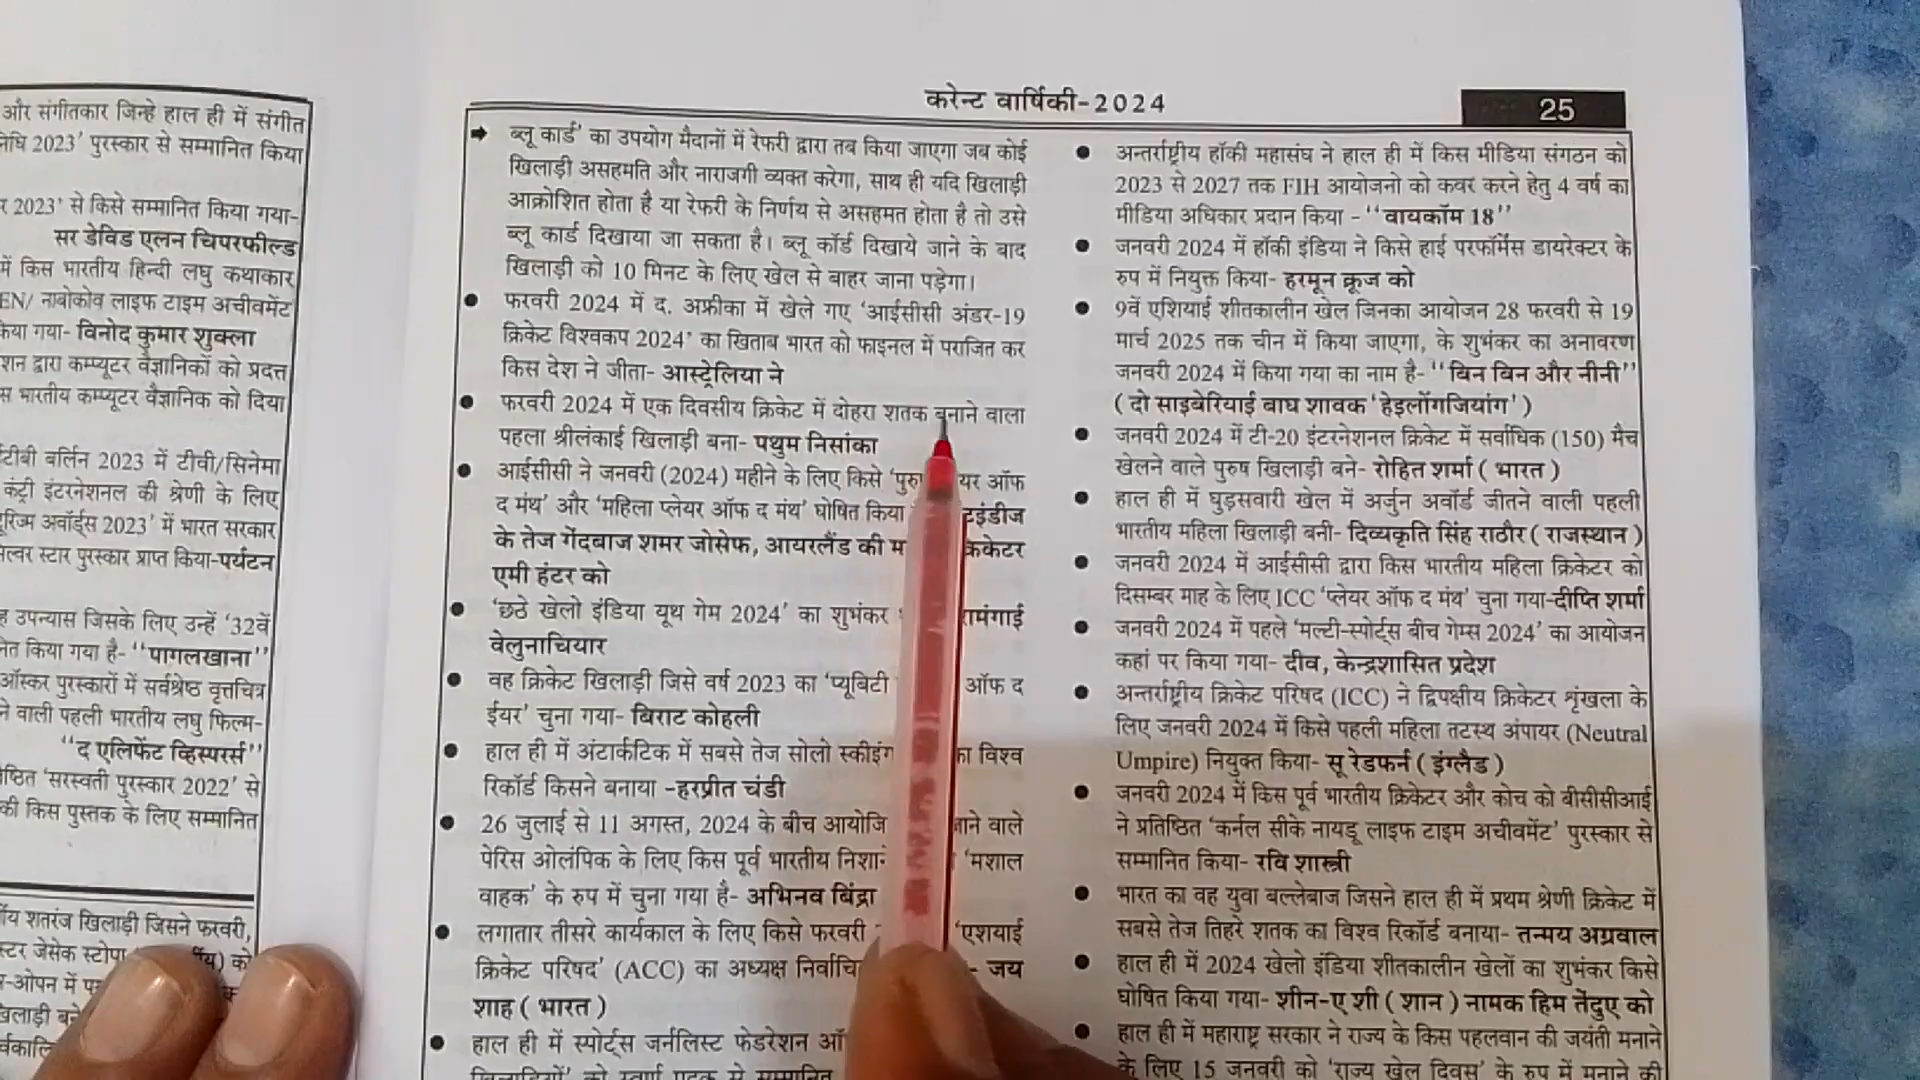 और संगीतकार जिन्हे हाल ही में संगीत
2023’ पुरस्कार से सम्मानित किया
2023’ से किसे सम्मानित किया गया-
सर डेविड एलन चिपरफील्ड
में किस भारतीय हिन्दी लघु कथाकार
नाबोकोव लाइफ टाइम अचीवमेंट’
गया- विनोद कुमार शुक्ला
द्वारा कम्प्यूटर वैज्ञानिकों को प्रदत्त
भारतीय कम्प्यूटर वैज्ञानिक को दिया
बर्लिन 2023 में टीवी/सिनेमा
कंट्री इंटरनेशनल की श्रेणी के लिए
अवॉर्ड्स 2023’ में भारत सरकार
स्टार पुरस्कार प्राप्त किया-पर्यटन
उपन्यास जिसके लिए उन्हें ‘32वें
किया गया है- ‘‘पागलखाना’’
ऑस्कर पुरस्कारों में सर्वश्रेष्ठ वृत्तचित्र
वाली पहली भारतीय लघु फिल्म-
‘‘द एलिफेंट व्हिस्पर्स’’
‘सरस्वती पुरस्कार 2022’ से
की किस पुस्तक के लिए सम्मानित
शतरंज खिलाड़ी जिसने फरवरी,
जेसेक को
में
करेन्ट वार्षिकी-2024
25
➡ ब्लू कार्ड’ का उपयोग मैदानों में रेफरी द्वारा तब किया जाएगा जब कोई
खिलाड़ी असहमति और नाराजगी व्यक्त करेगा, साथ ही यदि खिलाड़ी
आक्रोशित होता है या रेफरी के निर्णय से असहमत होता है तो उसे
ब्लू कार्ड दिखाया जा सकता है। ब्लू कॉर्ड दिखाये जाने के बाद
खिलाड़ी को 10 मिनट के लिए खेल से बाहर जाना पड़ेगा।
● फरवरी 2024 में द. अफ्रीका में खेले गए ‘आईसीसी अंडर-19
क्रिकेट विश्वकप 2024’ का खिताब भारत को फाइनल में पराजित कर
किस देश ने जीता- आस्ट्रेलिया ने
● फरवरी 2024 में एक दिवसीय क्रिकेट में दोहरा शतक बनाने वाला
पहला श्रीलंकाई खिलाड़ी बना- पथुम निसांका
● आईसीसी ने जनवरी (2024) महीने के लिए किसे ऑफ
द मंथ’ और ‘महिला प्लेयर ऑफ द मंथ’ घोषित किया
के तेज गेंदबाज शमर जोसेफ, आयरलैंड की
एमी हंटर को
● ‘छठे खेलो इंडिया यूथ गेम 2024’ का शुभंकर
वेलुनाचियार
● वह क्रिकेट खिलाड़ी जिसे वर्ष 2023 का ‘प्यूबिटी ऑफ द
ईयर’ चुना गया- बिराट कोहली
● हाल ही में अंटार्कटिक में सबसे तेज सोलो स्कीइंग विश्व
रिकॉर्ड किसने बनाया -हरप्रीत चंडी
● 26 जुलाई से 11 अगस्त, 2024 के बीच वाले
पेरिस ओलंपिक के लिए किस पूर्व भारतीय ‘मशाल
वाहक’ के रुप में चुना गया है- अभिनव बिंद्रा
● लगातार तीसरे कार्यकाल के लिए किसे फरवरी ‘एशयाई
क्रिकेट परिषद’ (ACC) का अध्यक्ष - जय
शाह ( भारत )
● हाल ही में स्पोर्ट्स जर्नलिस्ट फेडरेशन
● अन्तर्राष्ट्रीय हॉकी महासंघ ने हाल ही में किस मीडिया संगठन को
2023 से 2027 तक FIH आयोजनो को कवर करने हेतु 4 वर्ष का
मीडिया अधिकार प्रदान किया - ‘‘वायकॉम 18’’
● जनवरी 2024 में हॉकी इंडिया ने किसे हाई परफॉर्मेंस डायरेक्टर के
रुप में नियुक्त किया- हरमून क्रूज को
● 9वें एशियाई शीतकालीन खेल जिनका आयोजन 28 फरवरी से 19
मार्च 2025 तक चीन में किया जाएगा, के शुभंकर का अनावरण
जनवरी 2024 में किया गया का नाम है- ‘‘बिन बिन और नीनी’’
( दो साइबेरियाई बाघ शावक ‘हेइलोंगजियांग’ )
● जनवरी 2024 में टी-20 इंटरनेशनल क्रिकेट में सर्वाधिक (150) मैच
खेलने वाले पुरुष खिलाड़ी बने- रोहित शर्मा ( भारत )
● हाल ही में घुड़सवारी खेल में अर्जुन अवॉर्ड जीतने वाली पहली
भारतीय महिला खिलाड़ी बनी- दिव्यकृति सिंह राठौर ( राजस्थान )
● जनवरी 2024 में आईसीसी द्वारा किस भारतीय महिला क्रिकेटर को
दिसम्बर माह के लिए ICC ‘प्लेयर ऑफ द मंथ’ चुना गया-दीप्ति शर्मा
● जनवरी 2024 में पहले ‘मल्टी-स्पोर्ट्स बीच गेम्स 2024’ का आयोजन
कहां पर किया गया- दीव, केन्द्रशासित प्रदेश
● अन्तर्राष्ट्रीय क्रिकेट परिषद (ICC) ने द्विपक्षीय क्रिकेटर शृंखला के
लिए जनवरी 2024 में किसे पहली महिला तटस्थ अंपायर (Neutral
Umpire) नियुक्त किया- सू रेडफर्न ( इंग्लैड )
● जनवरी 2024 में किस पूर्व भारतीय क्रिकेटर और कोच को बीसीसीआई
ने प्रतिष्ठित ‘कर्नल सीके नायडू लाइफ टाइम अचीवमेंट’ पुरस्कार से
सम्मानित किया- रवि शास्त्री
● भारत का वह युवा बल्लेबाज जिसने हाल ही में प्रथम श्रेणी क्रिकेट में
सबसे तेज तिहरे शतक का विश्व रिकॉर्ड बनाया- तन्मय अग्रवाल
● हाल ही में 2024 खेलो इंडिया शीतकालीन खेलों का शुभंकर किसे
घोषित किया गया- शीन-ए शी ( शान ) नामक हिम तेंदुए को
● हाल ही में महाराष्ट्र सरकार ने राज्य के किस पहलवान की जयंती मनाने
के लिए 15 जनवरी को ‘राज्य खेल दिवस’ के रुप में मनाने की